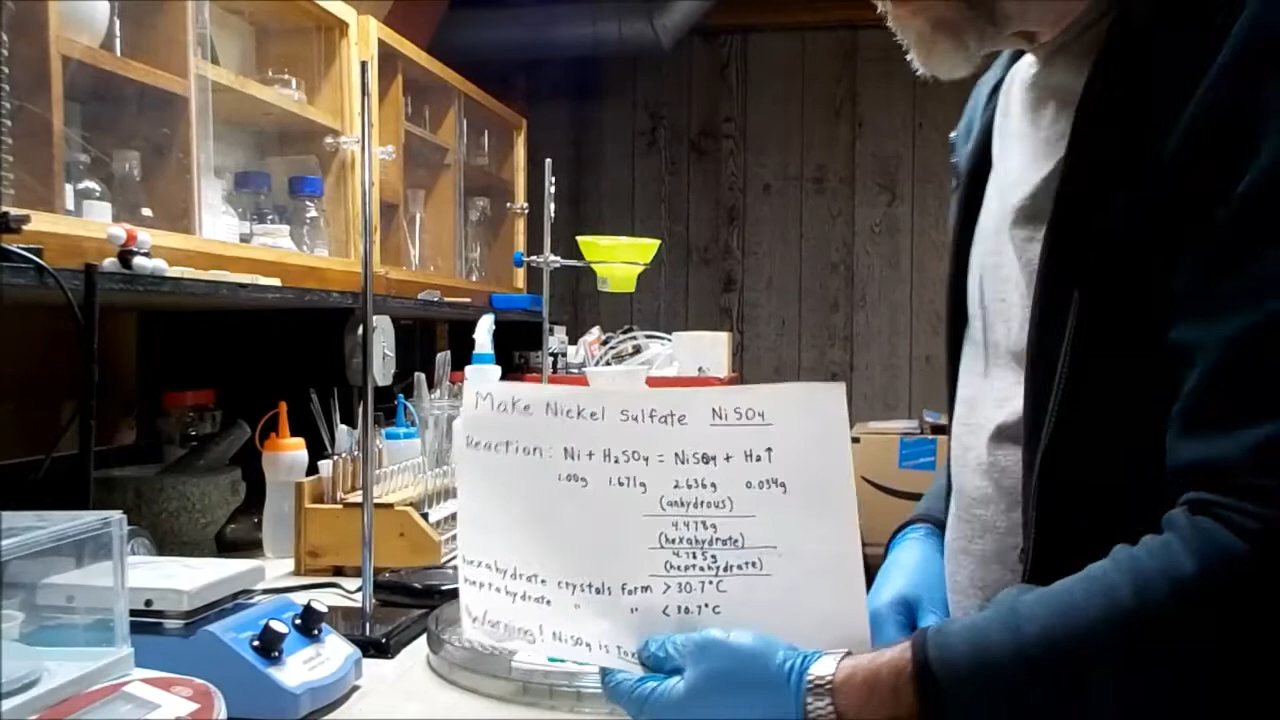 Make Nickel Sulfate NiSO4
Reaction: Ni + H2SO4 = NiSO4 + H2↑
1.00g 1.671g 2.636g 0.034g
(anhydrous)
4.478g
(hexahydrate)
4.785g
(heptahydrate)
hexahydrate crystals form >30.7°C
heptahydrate " " <30.7°C
Warning! NiSO4 is Tox